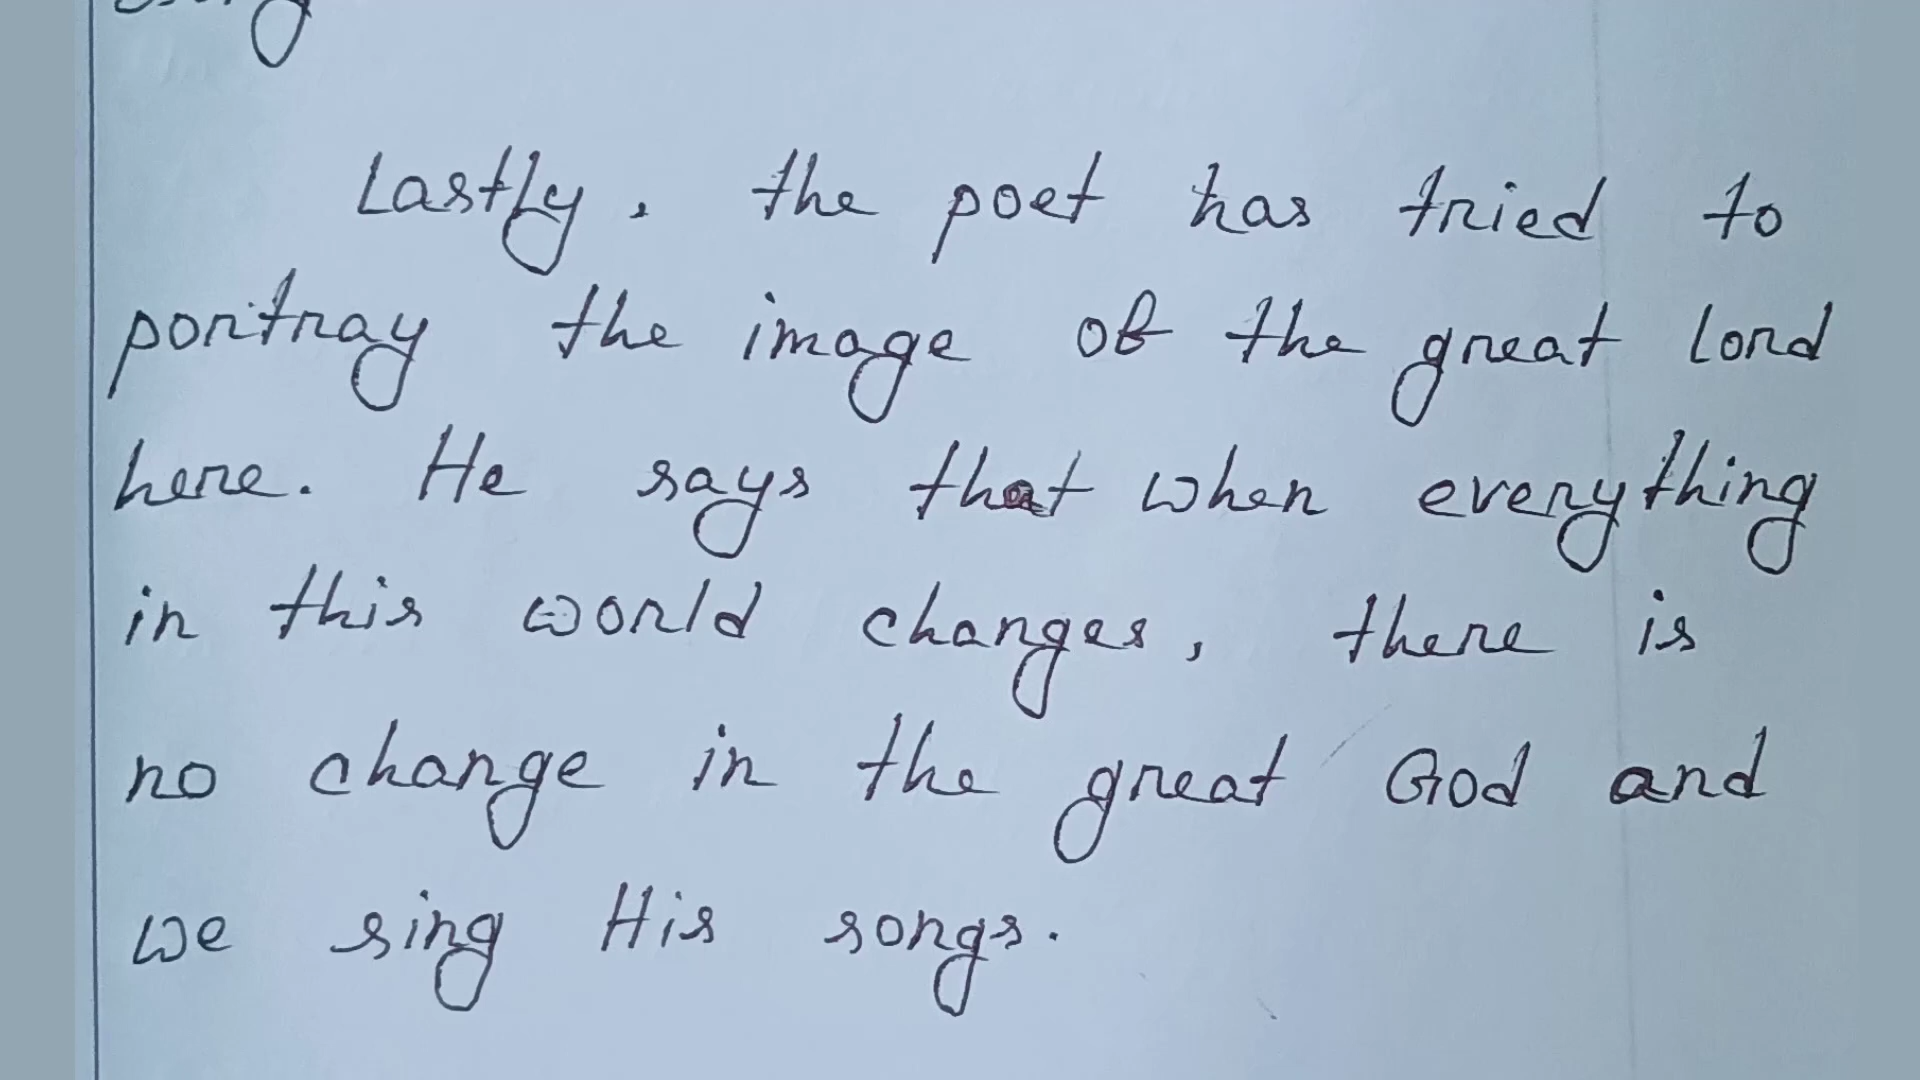 Lastly, the poet has tried to
portray the image of the great lord
here. He says that when everything
in this world changes, there is
no change in the great God and
we sing His songs.